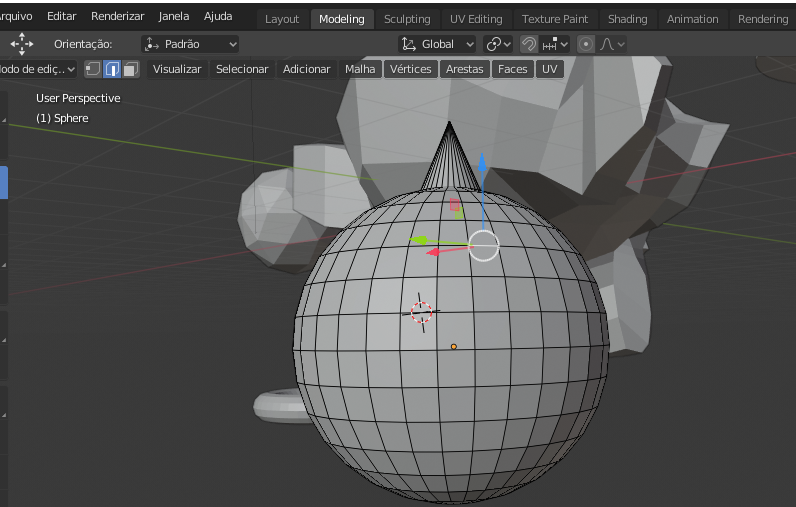 rquivo Editar Renderizar Janela Ajuda Layout Modeling Sculpting UV Editing Texture Paint Shading Animation Rendering
Orientação: Padrão Global
lodo de ediç.. Visualizar Selecionar Adicionar Malha Vértices Arestas Faces UV
User Perspective
(1) Sphere